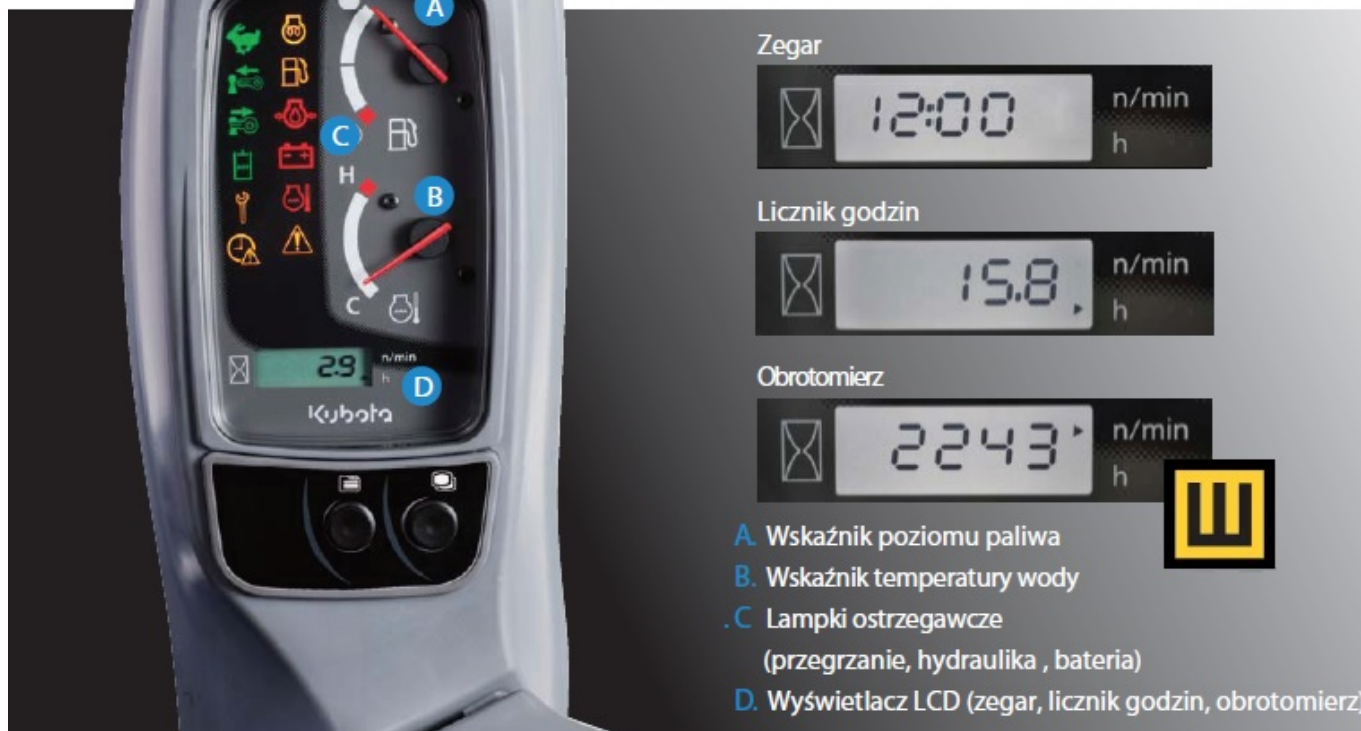 A
C
H
B
C
2.9
n/min
h
D
Kubota
Zegar
12:00
n/min
h
Licznik godzin
15.8
n/min
h
Obrotomierz
2243
n/min
h
Ш
A. Wskaźnik poziomu paliwa
B. Wskaźnik temperatury wody
. C Lampki ostrzegawcze
(przegrzanie, hydraulika , bateria)
D. Wyświetlacz LCD (zegar, licznik godzin, obrotomierz)